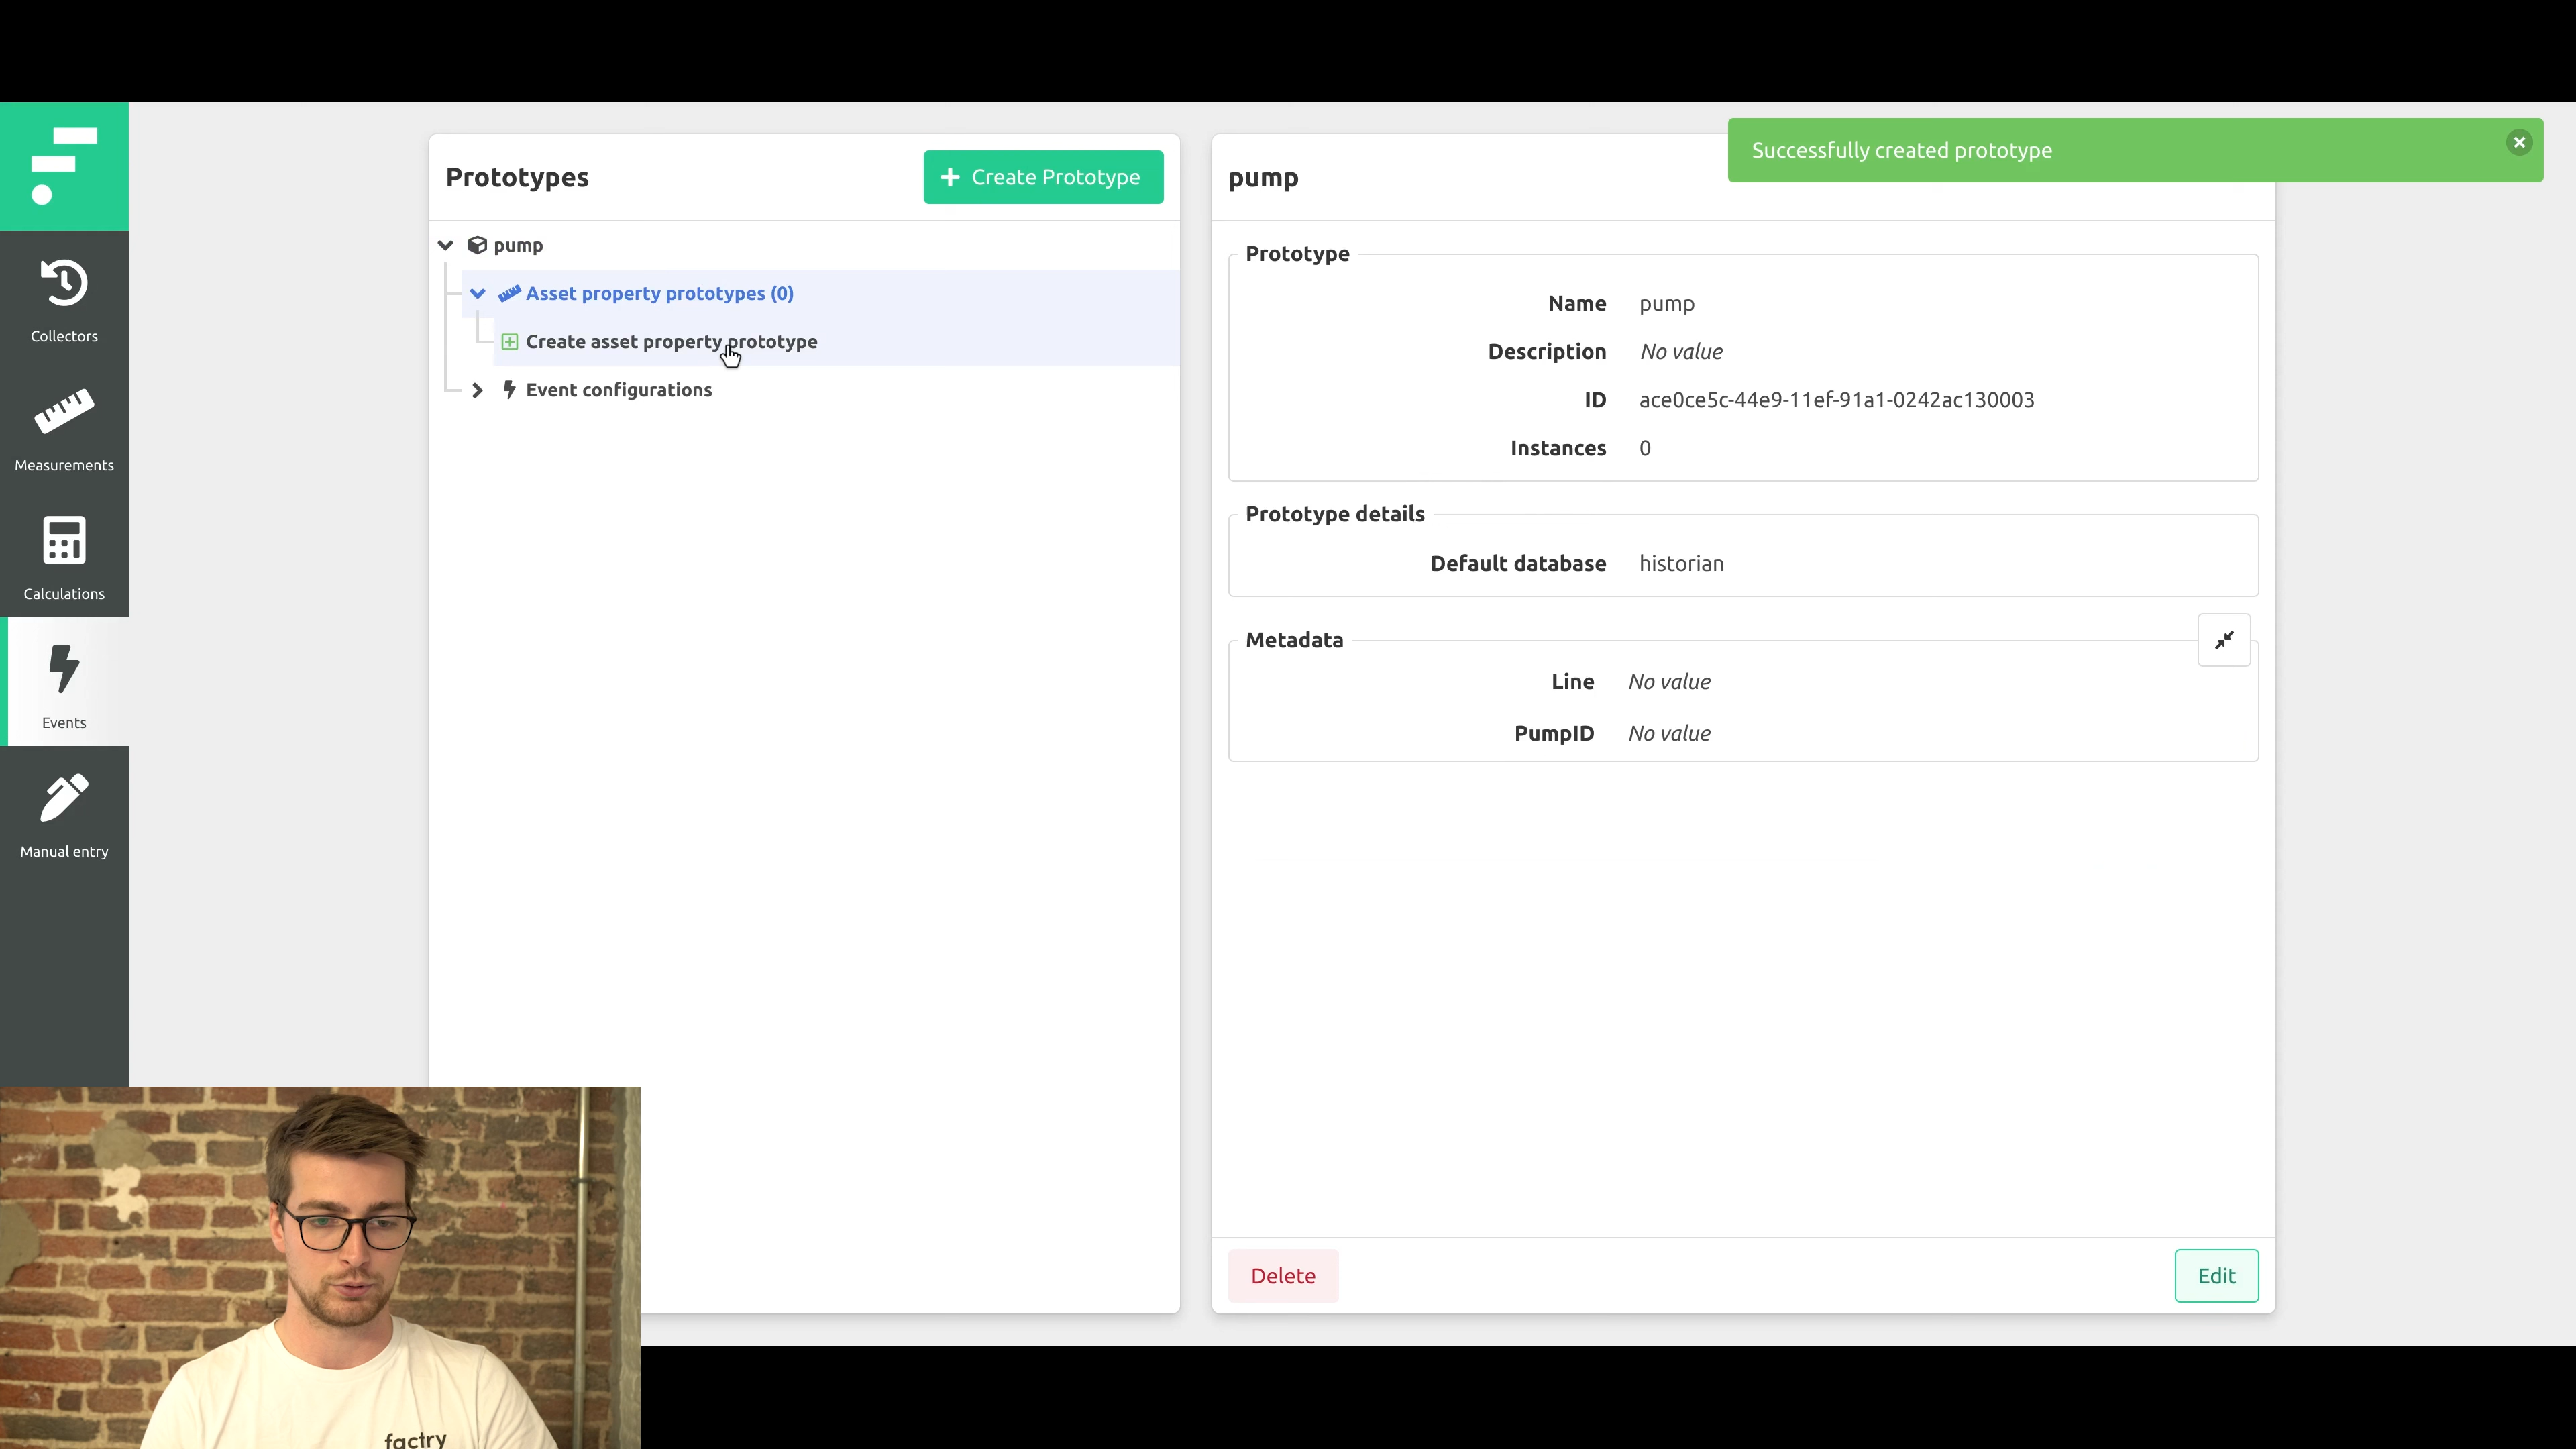 Successfully created prototype
Prototypes
Create Prototype
pump
pump
Asset property prototypes (0)
Create asset property prototype
Event configurations
Prototype
Name pump
Description No value
ID ace0ce5c-44e9-11ef-91a1-0242ac130003
Instances 0
Prototype details
Default database historian
Metadata
Line No value
PumpID No value
Delete
Edit
Collectors
Measurements
Calculations
Events
Manual entry
factry